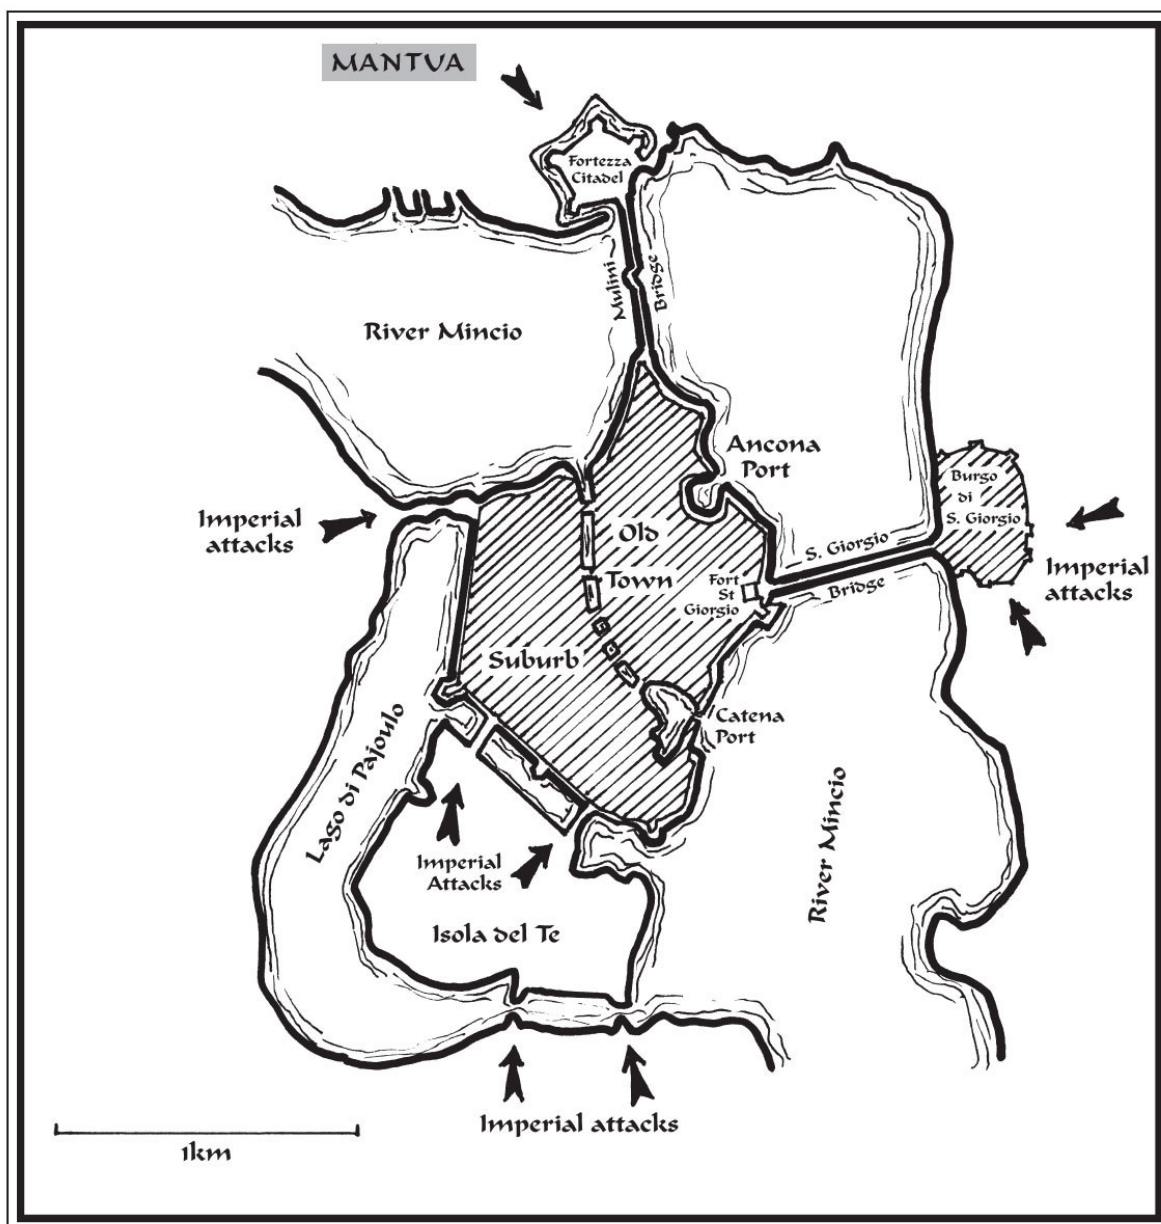 MANTUA
Fortezza
Citadel
Mulini
Bridge
River Mincio
Ancona
Port
Burgo
di
S. Giorgio
Imperial
attacks
Old
Town
S. Giorgio
Bridge
Fort
St
Giorgio
Imperial
attacks
Suburb
Catena
Port
Lago di Pajoulo
River Mincio
Imperial
Attacks
Isola del Te
Imperial attacks
1km